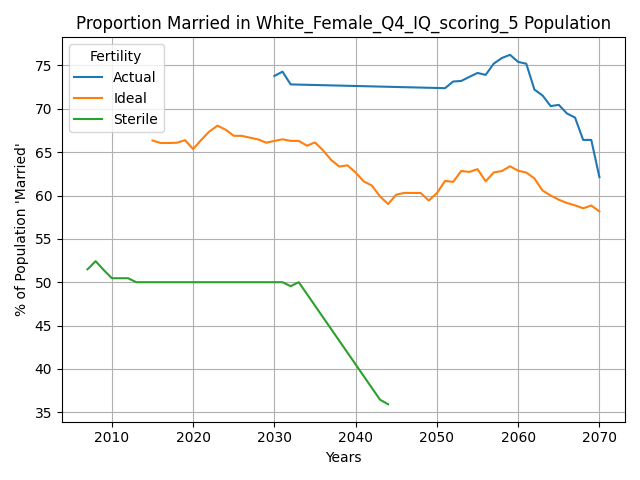 Proportion Married in White_Female_Q4_IQ_scoring_5 Population
Fertility
Actual
Ideal
Sterile
% of Population 'Married'
75
70
65
60
55
50
45
40
35
2010
2020
2030
2040
2050
2060
2070
Years